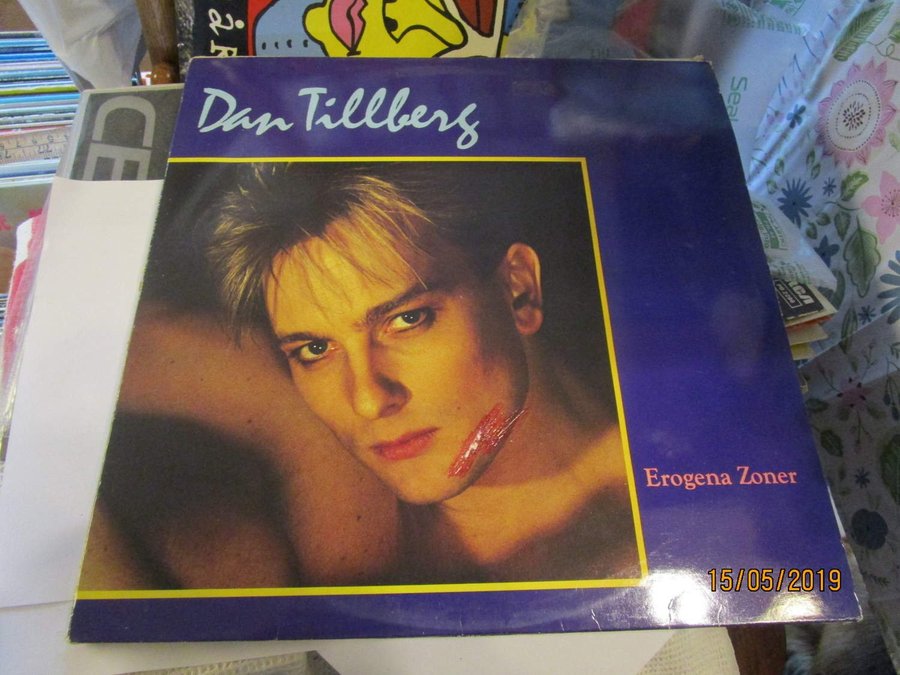 Dan Tillberg
Erogena Zoner
15/05/2019